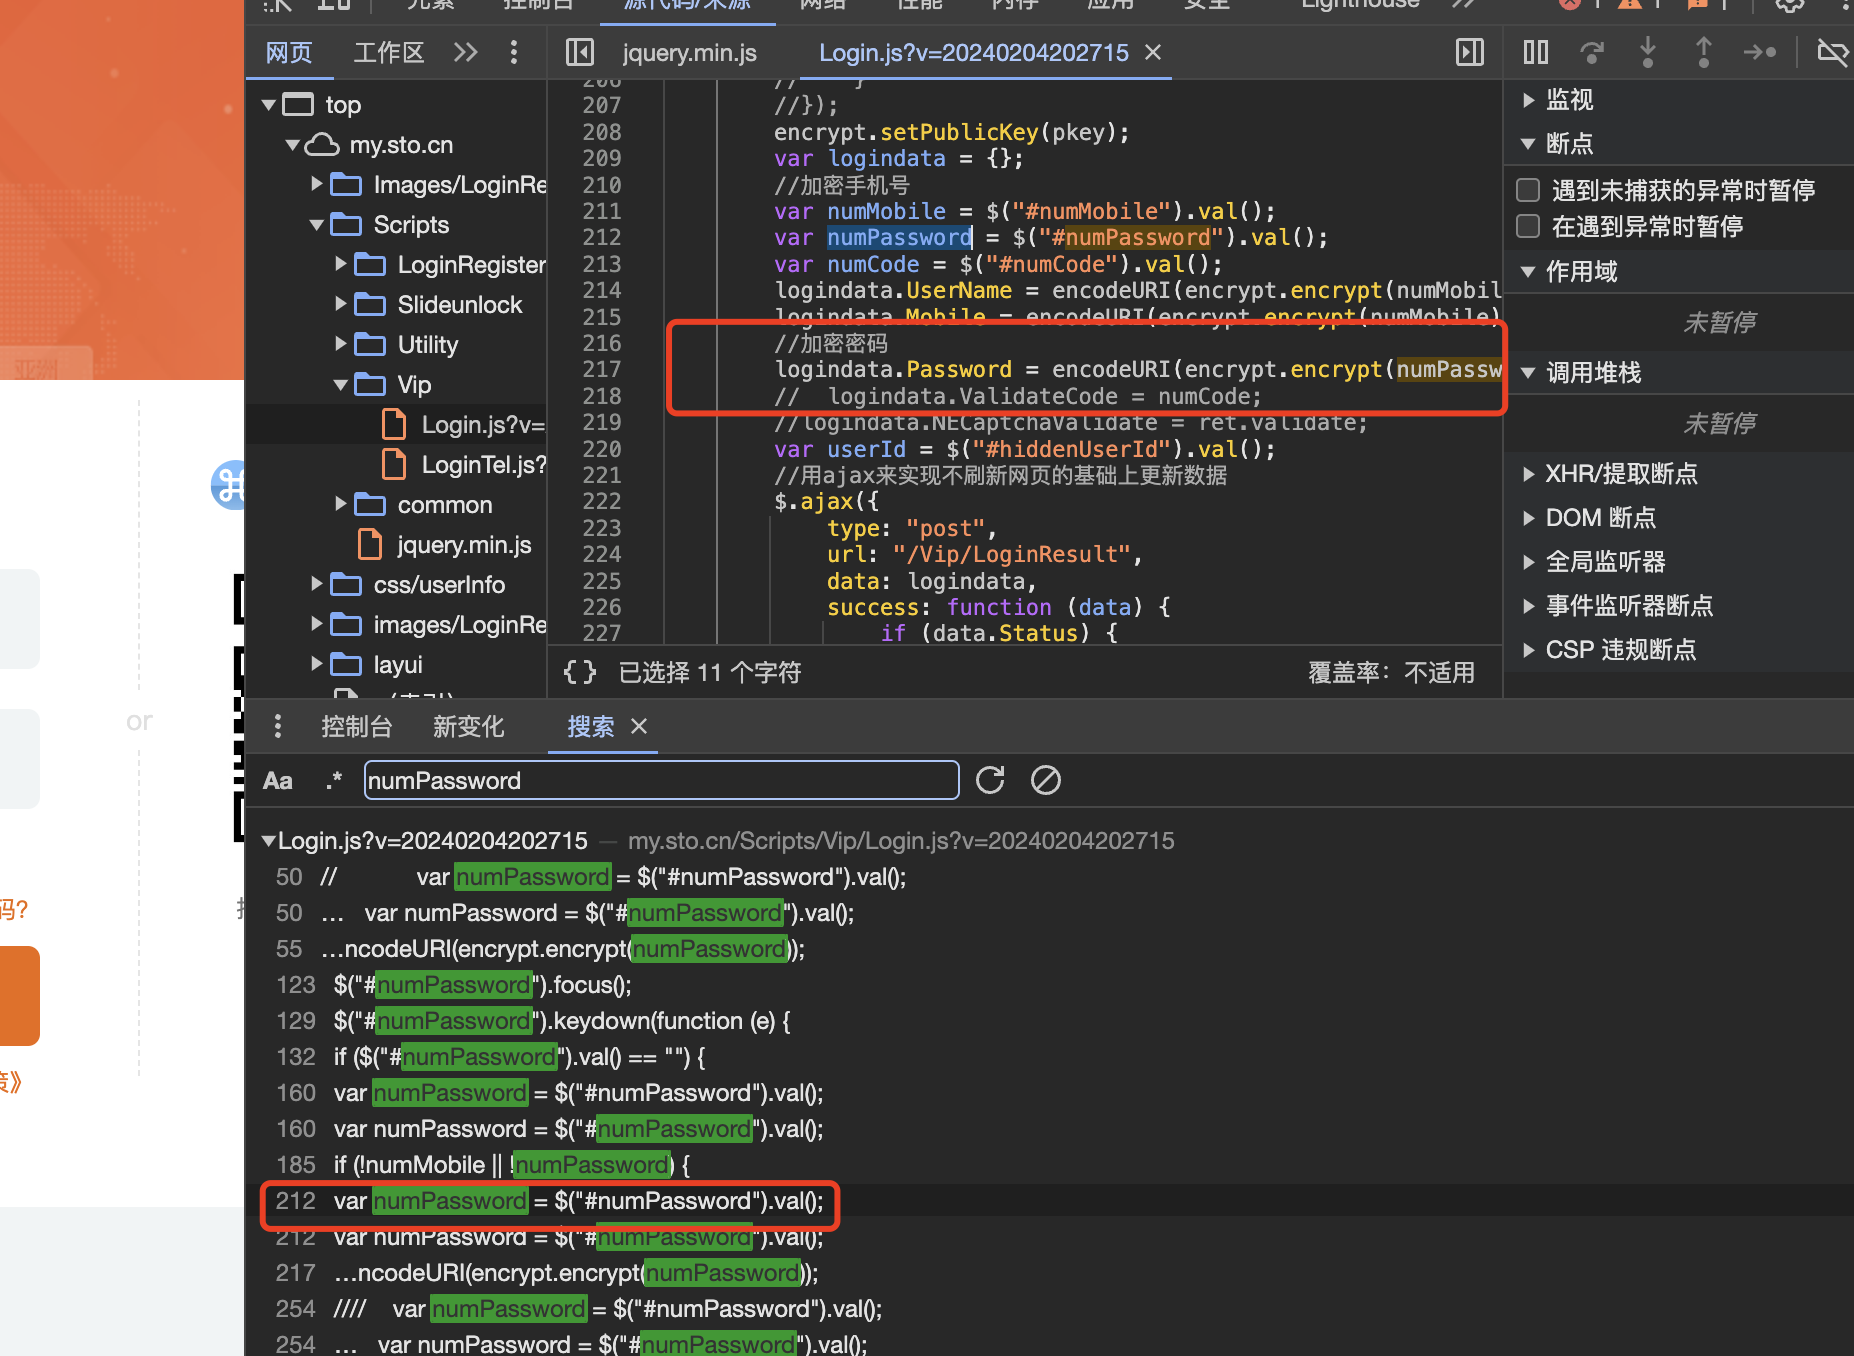 元素 控制台 源代码/来源 网络 性能 内存 应用 安全 Lighthouse
网页 工作区
jquery.min.js Login.js?v=20240204202715
top
my.sto.cn
Images/LoginRe
Scripts
LoginRegister
Slideunlock
Utility
Vip
Login.js?v=
LoginTel.js?
common
jquery.min.js
css/userInfo
images/LoginRe
layui
206 // }
207 //});
208 encrypt.setPublicKey(pkey);
209 var logindata = {};
210 //加密手机号
211 var numMobile = $("#numMobile").val();
212 var numPassword = $("#numPassword").val();
213 var numCode = $("#numCode").val();
214 logindata.UserName = encodeURI(encrypt.encrypt(numMobil
215 logindata.Mobile = encodeURI(encrypt.encrypt(numMobile)
216 //加密密码
217 logindata.Password = encodeURI(encrypt.encrypt(numPassw
218 // logindata.ValidateCode = numCode;
219 //logindata.NECaptchaValidate = ret.validate;
220 var userId = $("#hiddenUserId").val();
221 //用ajax来实现不刷新网页的基础上更新数据
222 $.ajax({
223 type: "post",
224 url: "/Vip/LoginResult",
225 data: logindata,
226 success: function (data) {
227 if (data.Status) {
{} 已选择 11 个字符 覆盖率：不适用
监视
断点
遇到未捕获的异常时暂停
在遇到异常时暂停
作用域
未暂停
调用堆栈
未暂停
XHR/提取断点
DOM 断点
全局监听器
事件监听器断点
CSP 违规断点
亚洲
or
码?
策》
控制台 新变化 搜索
Aa .* numPassword
Login.js?v=20240204202715 — my.sto.cn/Scripts/Vip/Login.js?v=20240204202715
50 // var numPassword = $("#numPassword").val();
50 … var numPassword = $("#numPassword").val();
55 …ncodeURI(encrypt.encrypt(numPassword));
123 $("#numPassword").focus();
129 $("#numPassword").keydown(function (e) {
132 if ($("#numPassword").val() == "") {
160 var numPassword = $("#numPassword").val();
160 var numPassword = $("#numPassword").val();
185 if (!numMobile || !numPassword) {
212 var numPassword = $("#numPassword").val();
212 var numPassword = $("#numPassword").val();
217 …ncodeURI(encrypt.encrypt(numPassword));
254 //// var numPassword = $("#numPassword").val();
254 … var numPassword = $("#numPassword").val();